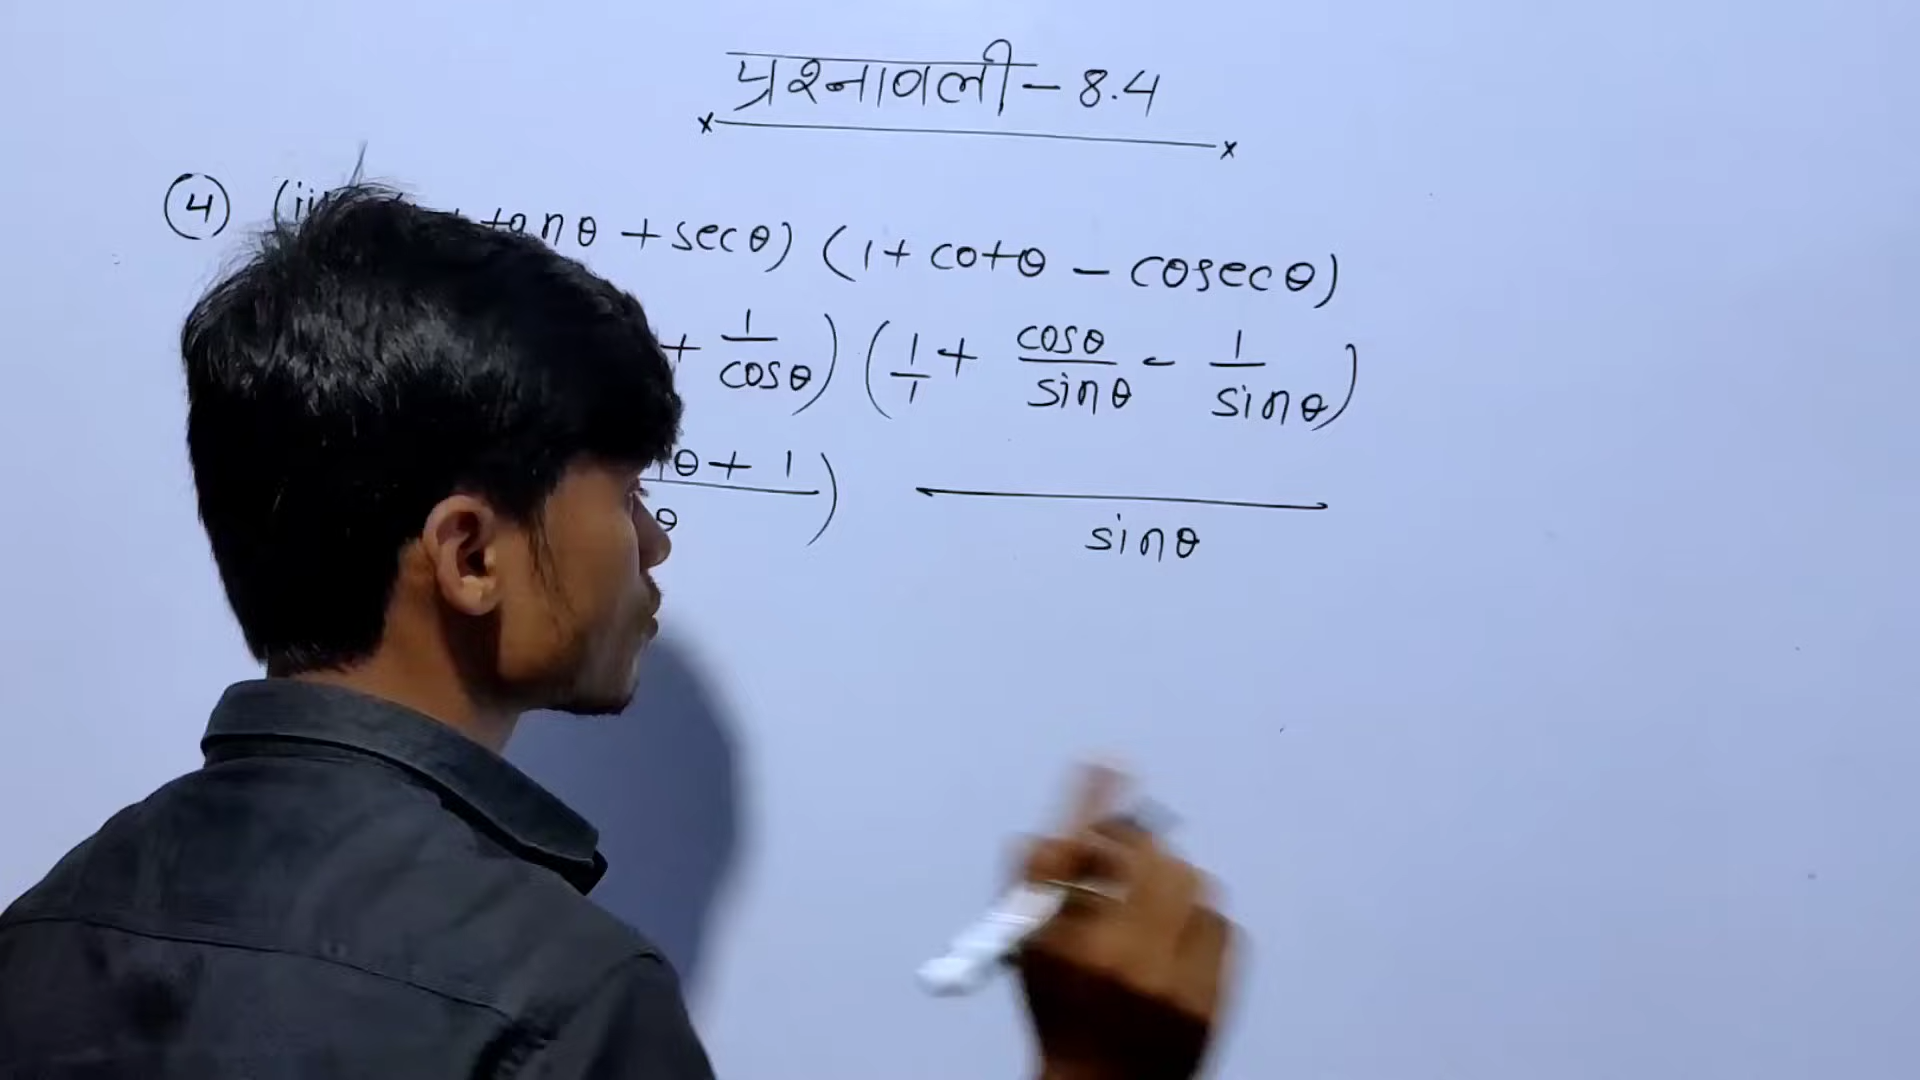 प्रश्नावली - 8.4
④ tanθ + secθ) (1 + cotθ - cosecθ)
+ 1/cosθ) (1/1 + cosθ/sinθ - 1/sinθ)
θ + 1)
θ sinθ